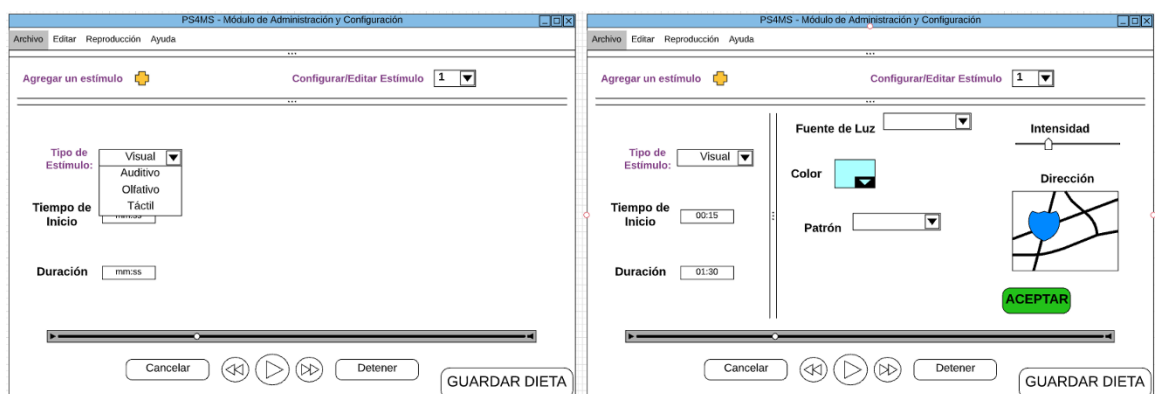 PS4MS - Módulo de Administración y Configuración
Archivo Editar Reproducción Ayuda
Agregar un estímulo
Configurar/Editar Estímulo 1
Tipo de
Estímulo:
Visual
Auditivo
Olfativo
Táctil
Tiempo de
Inicio
mm:ss
Duración mm:ss
Cancelar
Detener
GUARDAR DIETA
PS4MS - Módulo de Administración y Configuración
Archivo Editar Reproducción Ayuda
Agregar un estímulo
Configurar/Editar Estímulo 1
Tipo de
Estímulo:
Visual
Tiempo de
Inicio
00:15
Duración 01:30
Fuente de Luz
Color
Patrón
Intensidad
Dirección
ACEPTAR
Cancelar
Detener
GUARDAR DIETA